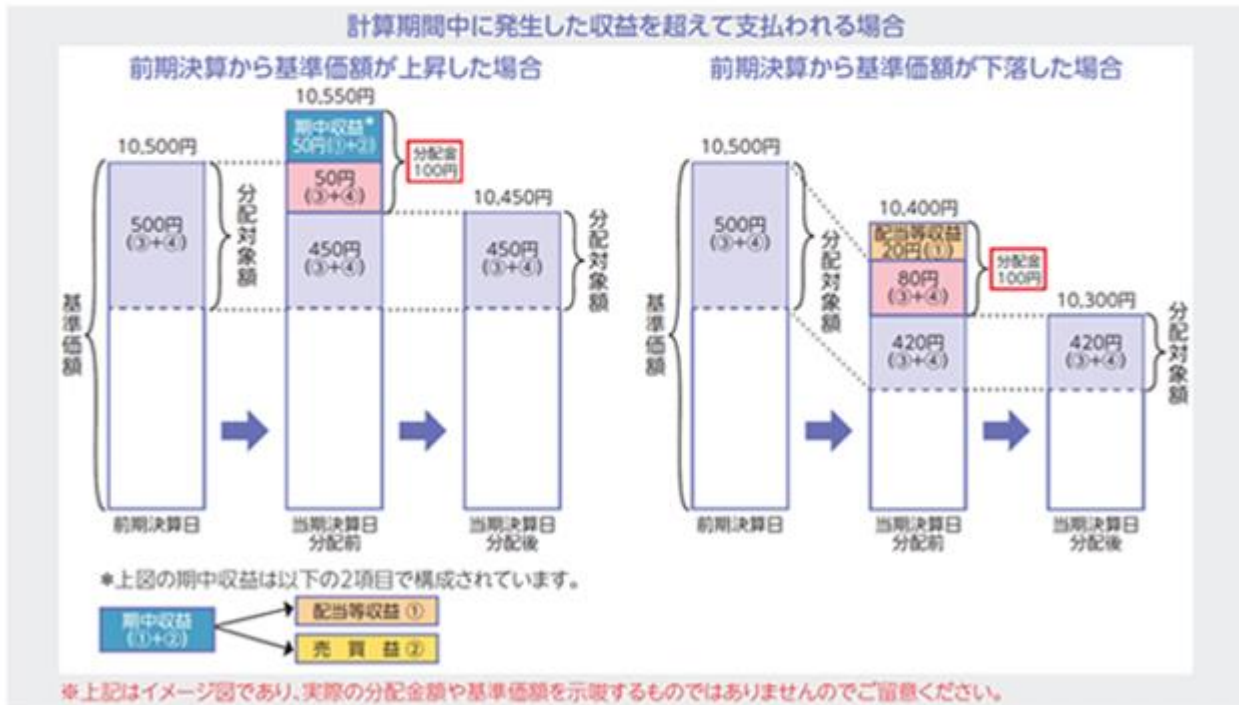 計算期間中に発生した収益を超えて支払われる場合
前期決算から基準価額が上昇した場合
10,550円
期中収益*
50円(①+②)
10,500円
分配金
100円
50円
(③+④)
10,450円
500円
(③+④)
分配対象額
450円
(③+④)
450円
(③+④)
分配対象額
基準価額
前期決算日
当期決算日
分配前
当期決算日
分配後
前期決算から基準価額が下落した場合
10,500円
10,400円
500円
(③+④)
分配対象額
配当等収益
20円(①)
分配金
100円
80円
(③+④)
10,300円
420円
(③+④)
420円
(③+④)
分配対象額
基準価額
前期決算日
当期決算日
分配前
当期決算日
分配後
*上図の期中収益は以下の2項目で構成されています。
期中収益
(①+②)
配当等収益 ①
売 買 益 ②
※上記はイメージ図であり、実際の分配金額や基準価額を示唆するものではありませんのでご留意ください。